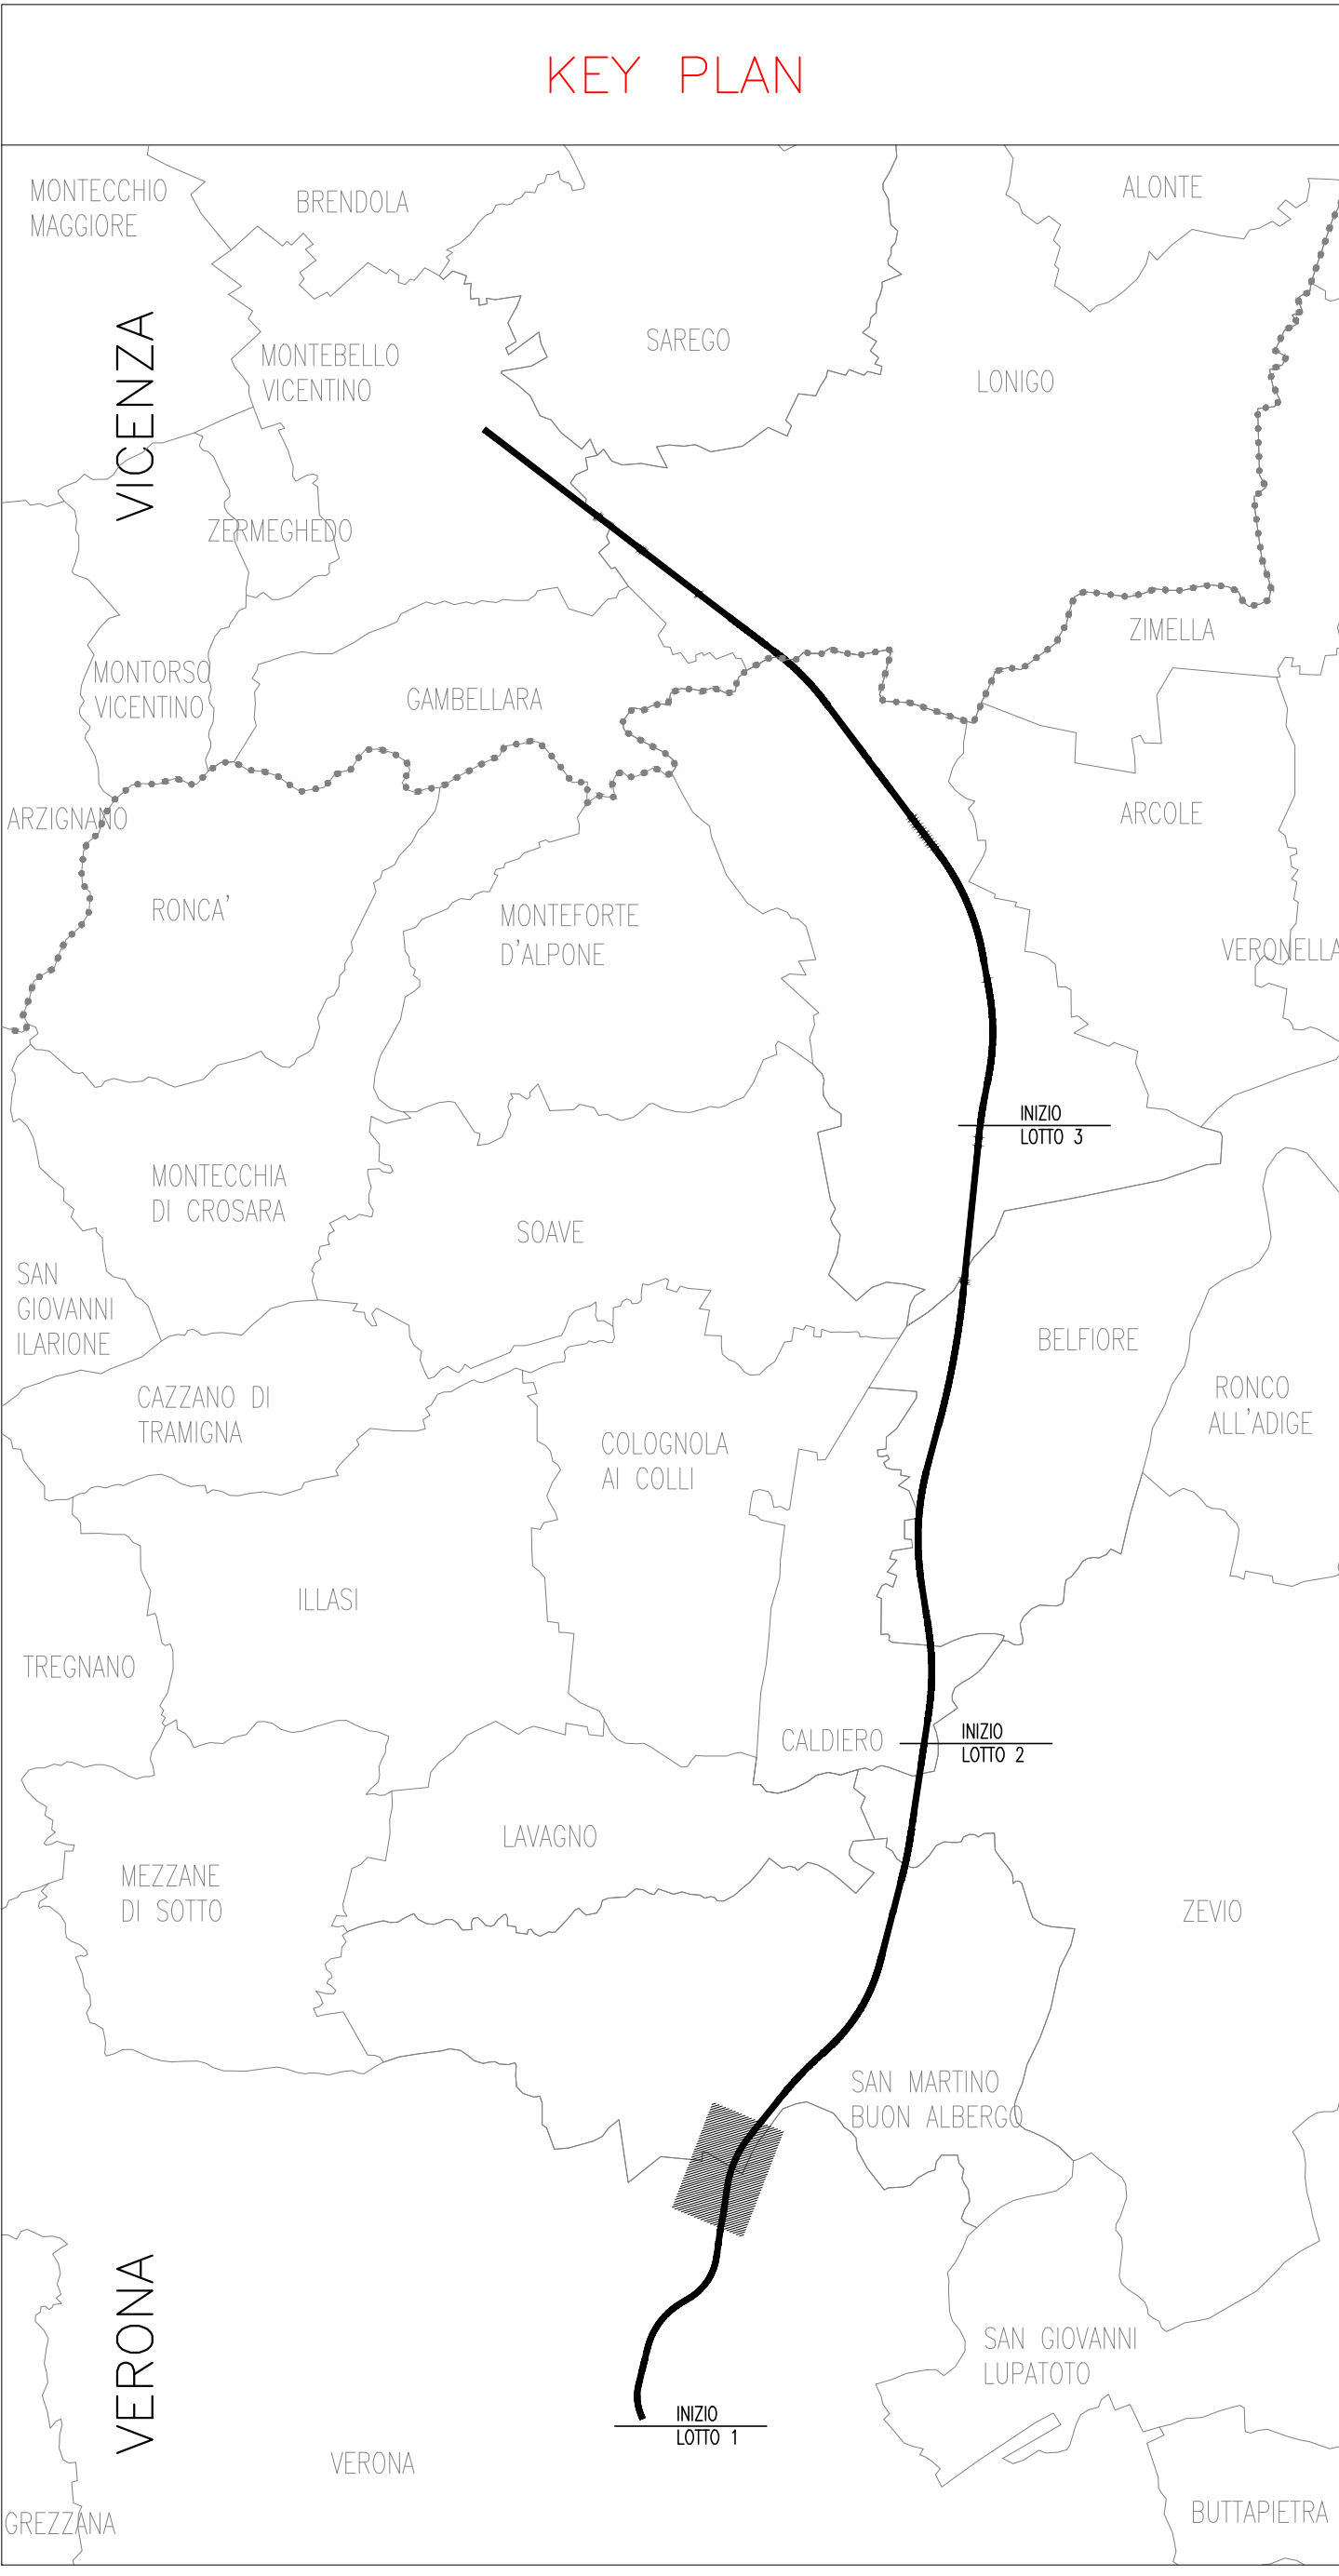 KEY PLAN
MONTECCHIO
MAGGIORE
BRENDOLA
ALONTE
VICENZA
MONTEBELLO
VICENTINO
SAREGO
LONIGO
ZERMEGHEDO
ZIMELLA
MONTORSO
VICENTINO
GAMBELLARA
ARZIGNANO
ARCOLE
RONCA'
MONTEFORTE
D'ALPONE
VERONELLA
INIZIO
LOTTO 3
MONTECCHIA
DI CROSARA
SOAVE
SAN
GIOVANNI
ILARIONE
BELFIORE
CAZZANO DI
TRAMIGNA
RONCO
ALL'ADIGE
COLOGNOLA
AI COLLI
ILLASI
TREGNANO
CALDIERO
INIZIO
LOTTO 2
LAVAGNO
MEZZANE
DI SOTTO
ZEVIO
SAN MARTINO
BUON ALBERGO
VERONA
SAN GIOVANNI
LUPATOTO
INIZIO
LOTTO 1
VERONA
GREZZANA
BUTTAPIETRA